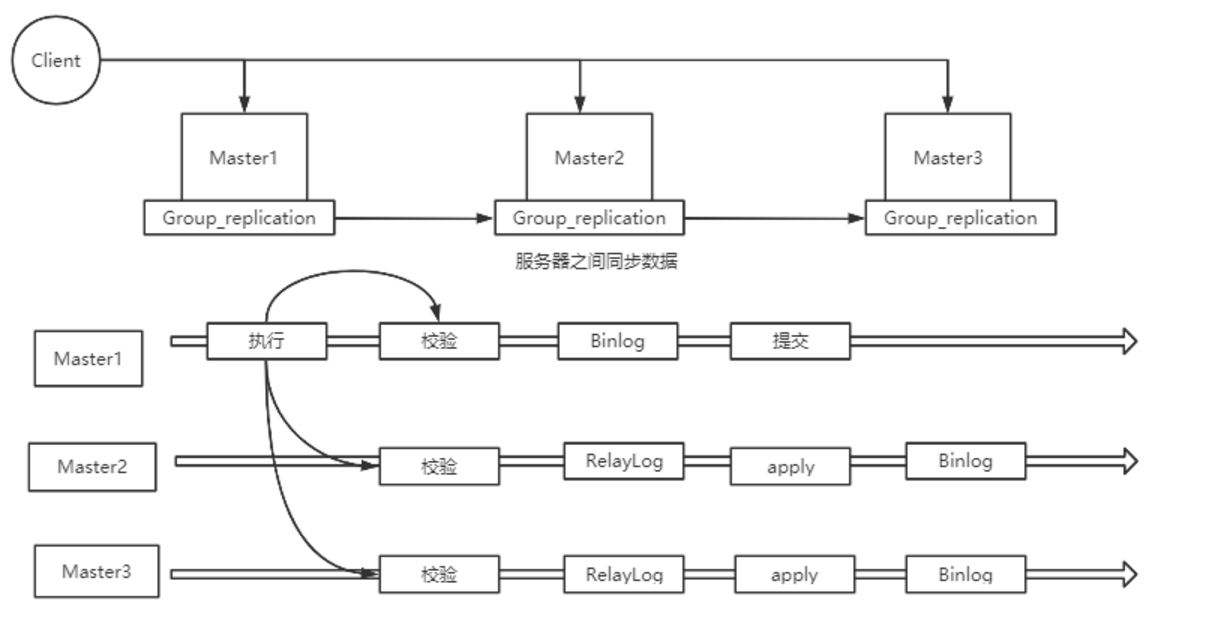 Client
Master1
Master2
Master3
Group_replication
Group_replication
Group_replication
服务器之间同步数据
Master1
执行
校验
Binlog
提交
Master2
校验
RelayLog
apply
Binlog
Master3
校验
RelayLog
apply
Binlog